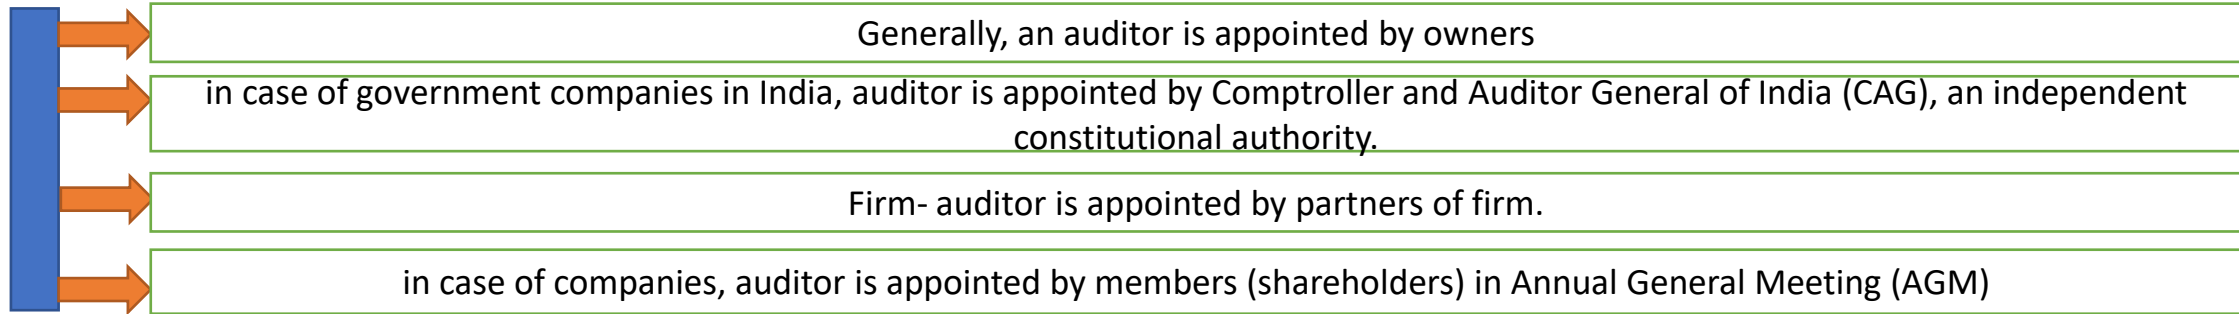 Generally, an auditor is appointed by owners
in case of government companies in India, auditor is appointed by Comptroller and Auditor General of India (CAG), an independent
constitutional authority.
Firm- auditor is appointed by partners of firm.
in case of companies, auditor is appointed by members (shareholders) in Annual General Meeting (AGM)